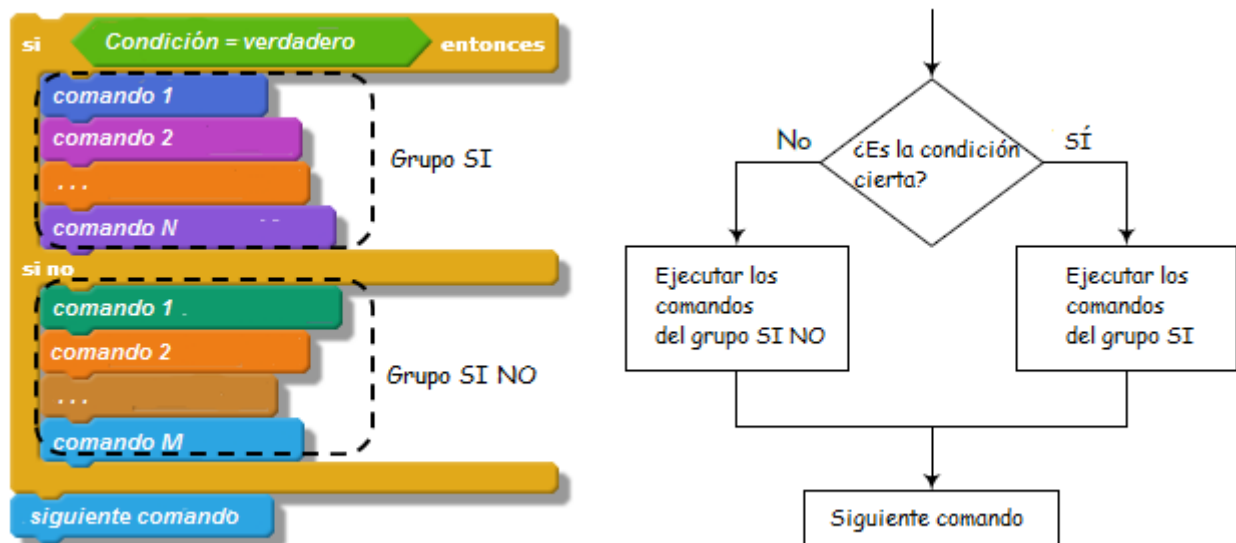 si Condición = verdadero entonces
comando 1
comando 2
...
comando N
Grupo SI
si no
comando 1
comando 2
...
comando M
Grupo SI NO
siguiente comando
No
¿Es la condición
cierta?
SÍ
Ejecutar los
comandos
del grupo SI NO
Ejecutar los
comandos
del grupo SI
Siguiente comando